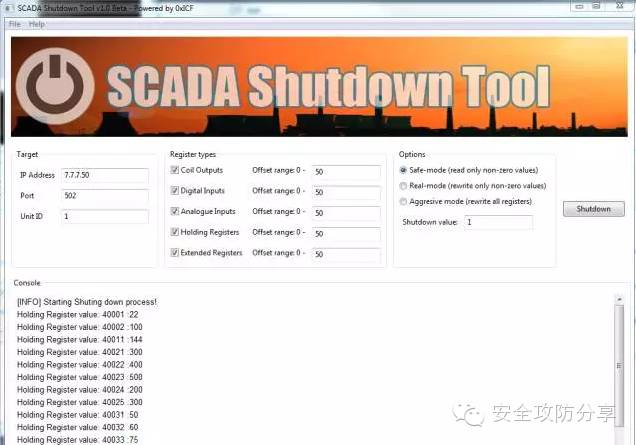 SCADA Shutdown Tool v1.0 Beta - Powered by 0xICF
File Help
SCADA Shutdown Tool
Target
IP Address 7.7.7.50
Port 502
Unit ID 1
Register types
Coil Outputs Offset range: 0 - 50
Digital Inputs Offset range: 0 - 50
Analogue Inputs Offset range: 0 - 50
Holding Registers Offset range: 0 - 50
Extended Registers Offset range: 0 - 50
Options
Safe-mode (read only non-zero values)
Real-mode (rewrite only non-zero values)
Aggresive mode (rewrite all registers)
Shutdown value: 1
Shutdown
Console
[INFO] Starting Shuting down process!
Holding Register value: 40001 :22
Holding Register value: 40002 :100
Holding Register value: 40011 :144
Holding Register value: 40021 :300
Holding Register value: 40022 :400
Holding Register value: 40023 :500
Holding Register value: 40024 :200
Holding Register value: 40025 :300
Holding Register value: 40031 :50
Holding Register value: 40032 :60
Holding Register value: 40033 :75
安全攻防分享